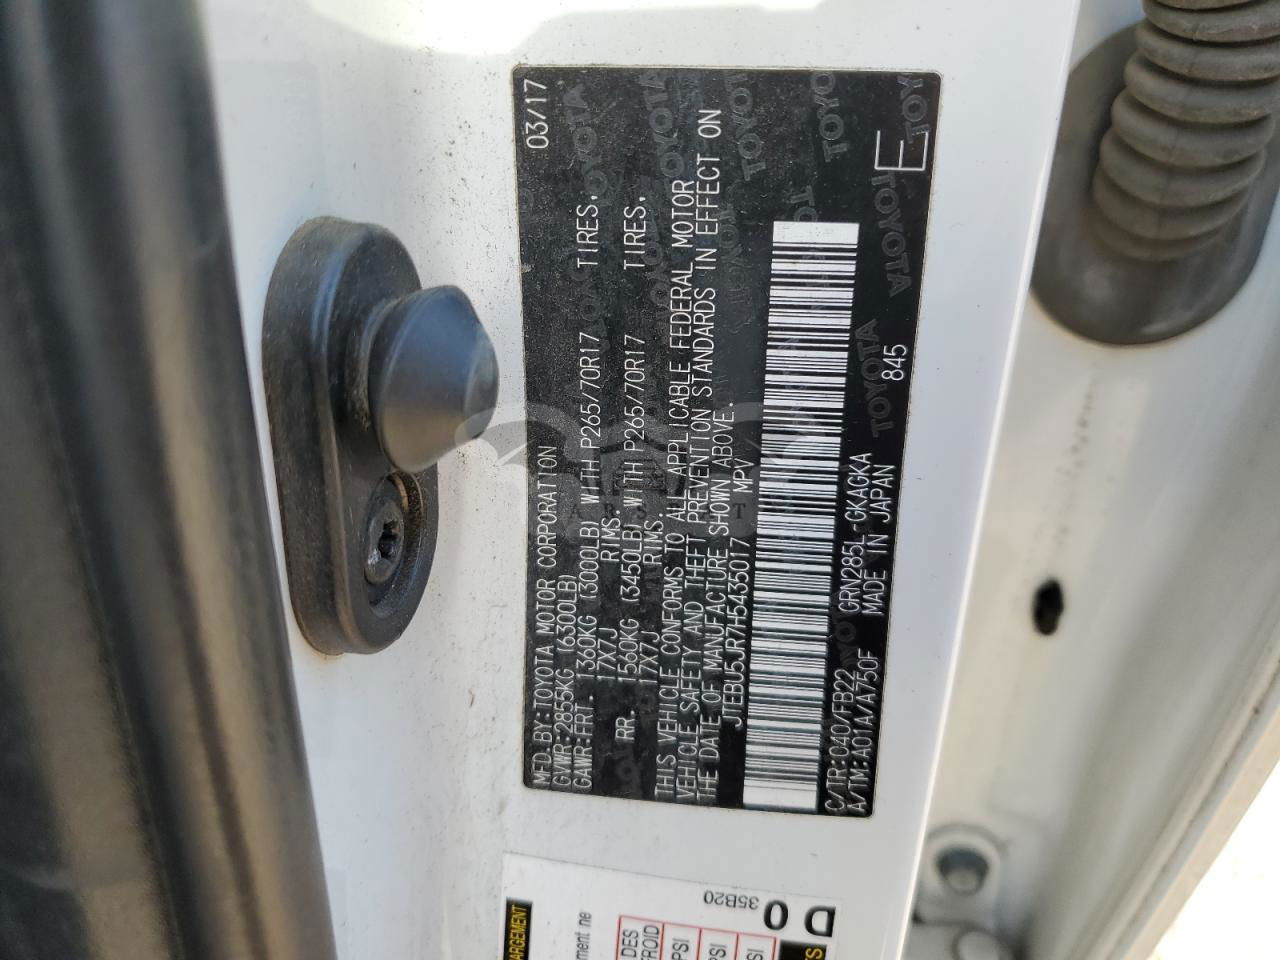 MFD.BY:TOYOTA MOTOR CORPORATION 03/17
GVWR:2855KG (6300LB)
GAWR:FRT. 1360KG (3000LB) WITH P265/70R17 TIRES,
17X7J RIMS
RR. 1560KG (3450LB) WITH P265/70R17 TIRES,
17X7J RIMS.
THIS VEHICLE CONFORMS TO ALL APPLICABLE FEDERAL MOTOR
VEHICLE SAFETY AND THEFT PREVENTION STANDARDS IN EFFECT ON
THE DATE OF MANUFACTURE SHOWN ABOVE.
JTEBU5JR7H5435017 MPV
C/TR:040/FB22 GRN285L-GKAGKA 845 E
A/TM:A01A/A750F MADE IN JAPAN
35B20